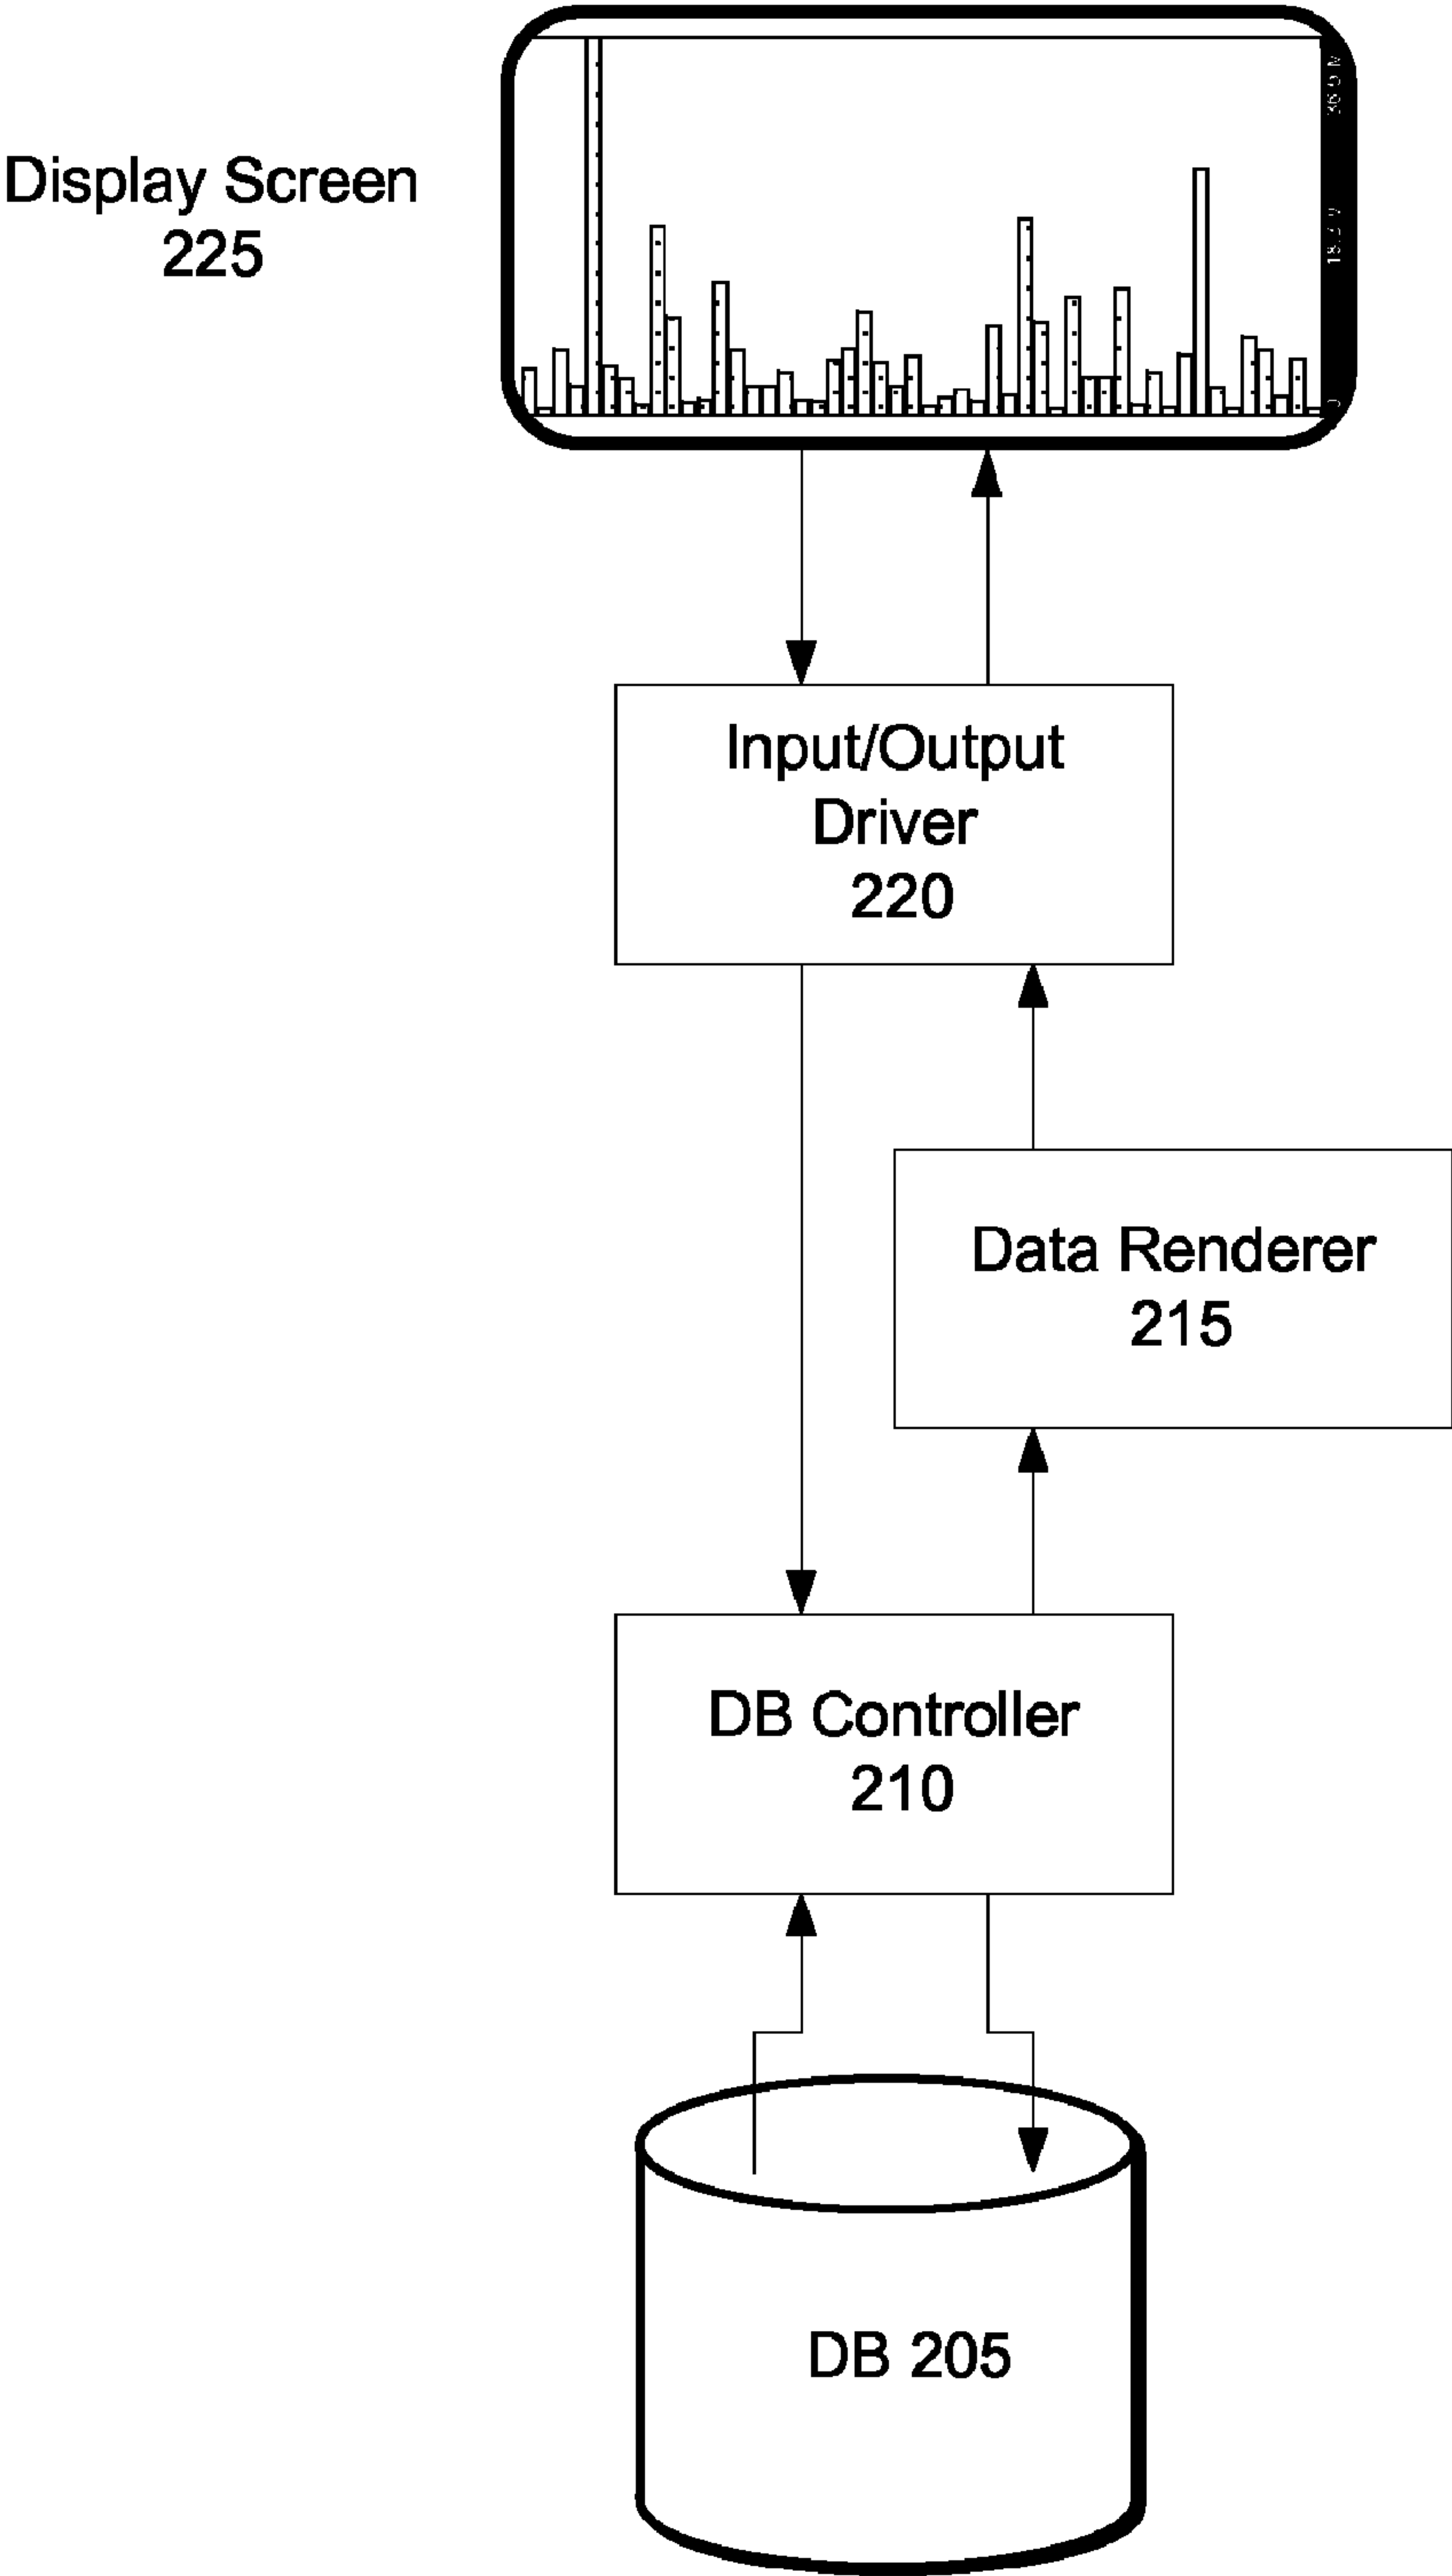 Display Screen
225
Input/Output
Driver
220
Data Renderer
215
DB Controller
210
DB 205